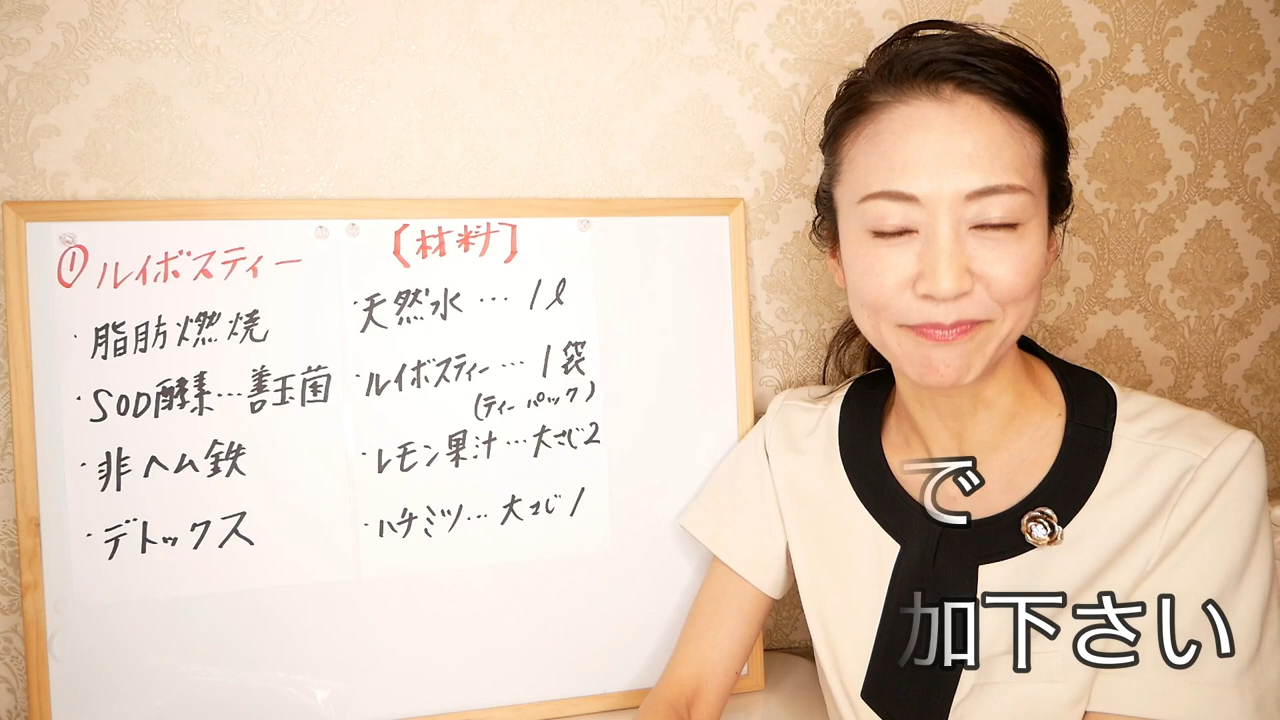 ①ルイボスティー
・脂肪燃焼
・SOD酵素…善玉菌
・非ヘム鉄
・デトックス
【材料】
・天然水… 1ℓ
・ルイボスティー… 1袋
(ティーパック)
・レモン果汁…大さじ2
・ハチミツ…大さじ1
で
加下さい